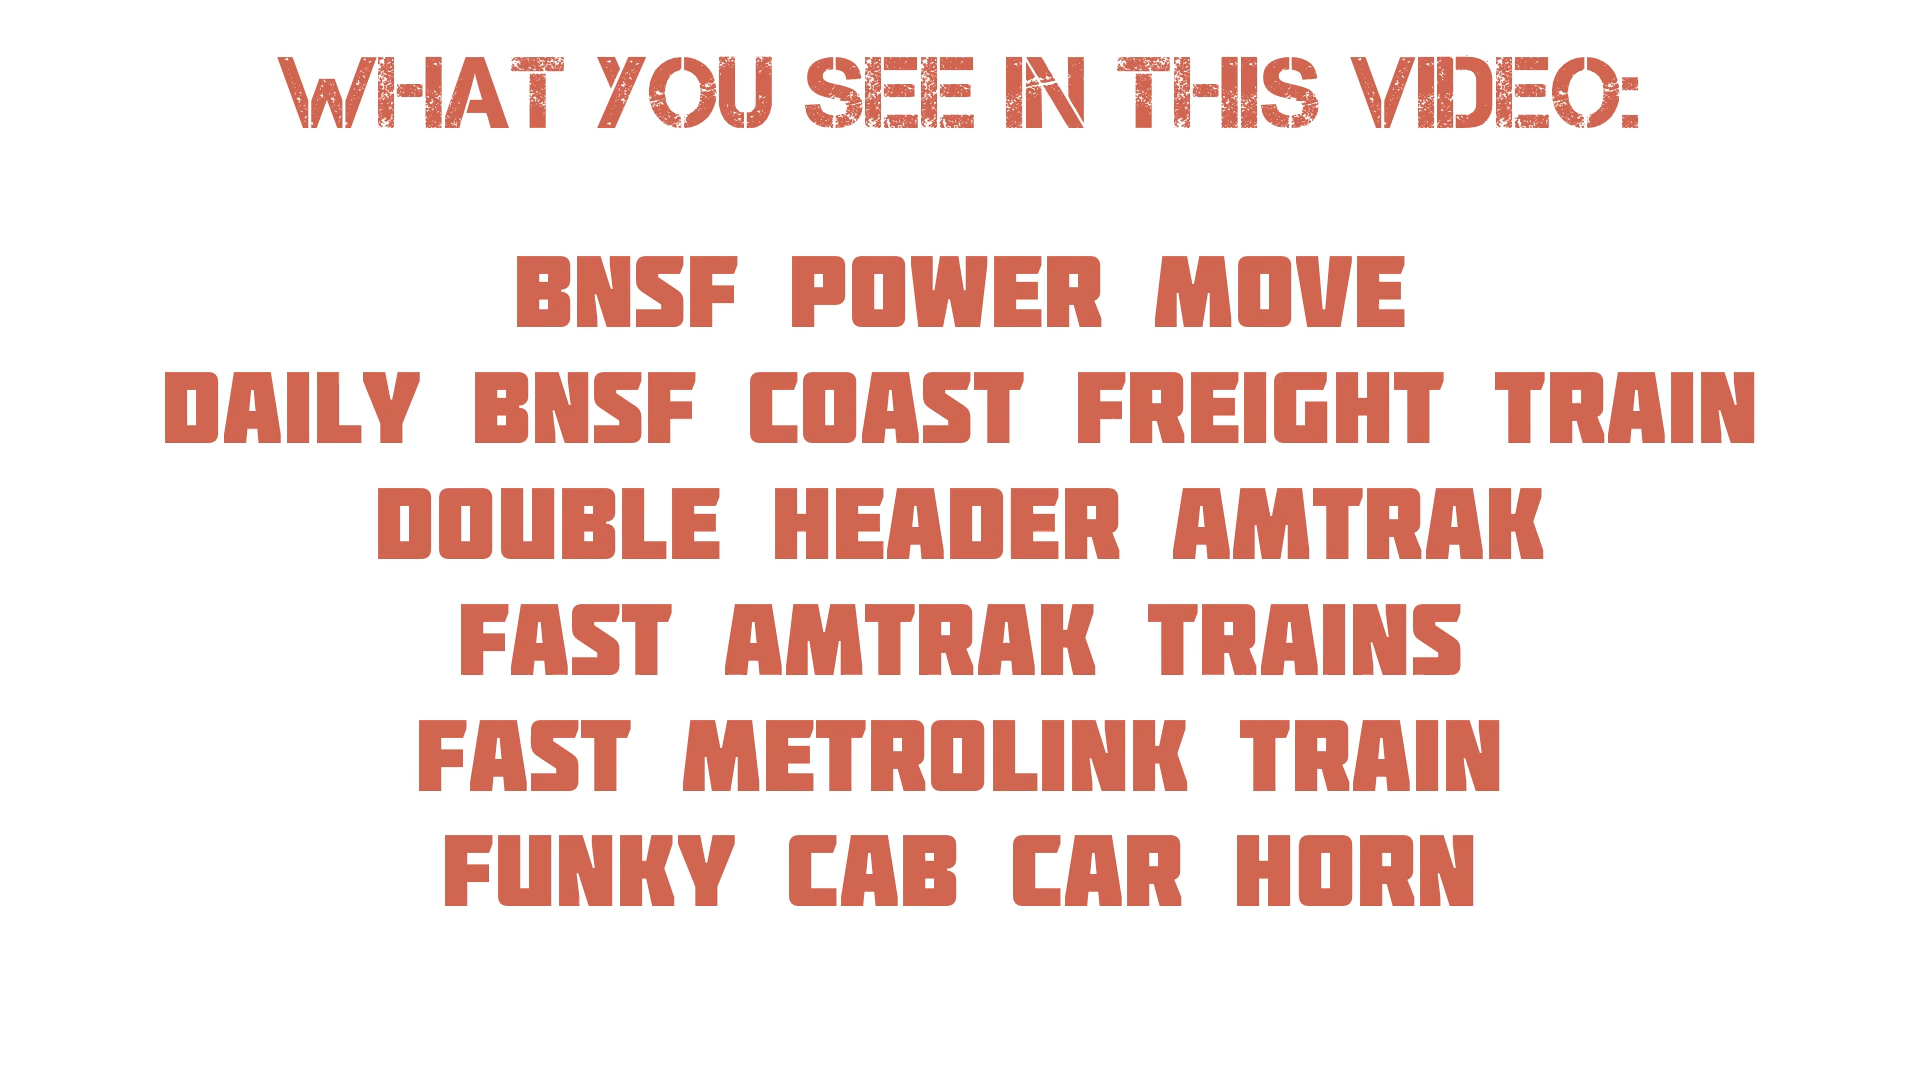 WHAT YOU SEE IN THIS VIDEO:
BNSF POWER MOVE
DAILY BNSF COAST FREIGHT TRAIN
DOUBLE HEADER AMTRAK
FAST AMTRAK TRAINS
FAST METROLINK TRAIN
FUNKY CAB CAR HORN